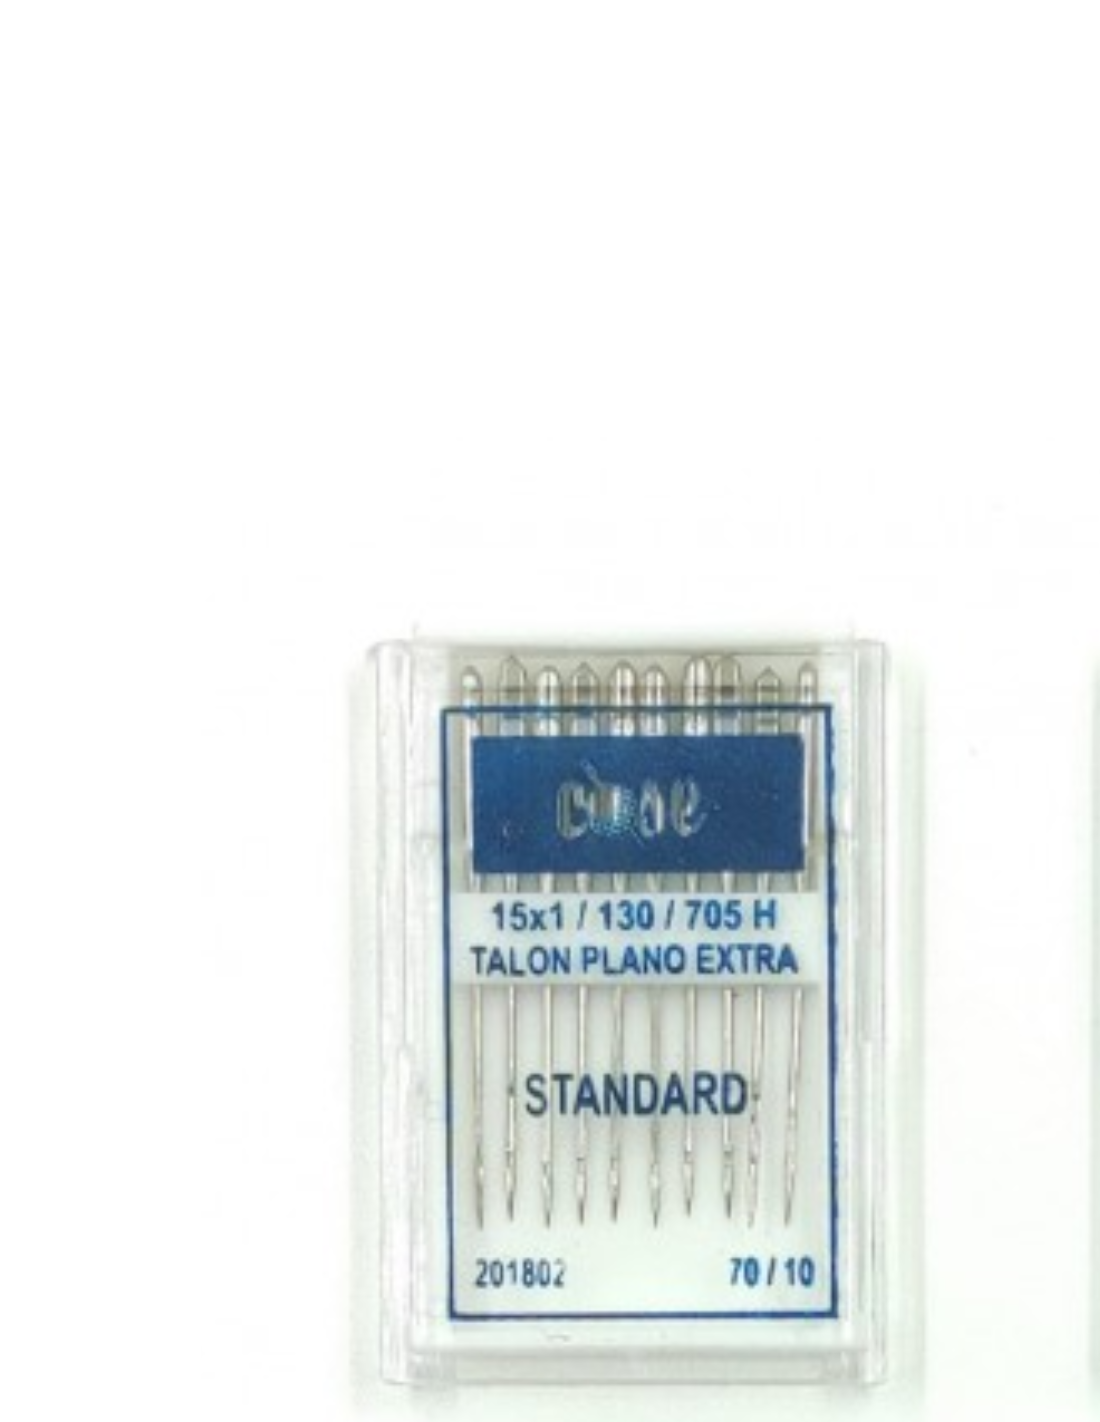 15x1 / 130 / 705 H
TALON PLANO EXTRA
STANDARD
201802
70 / 10